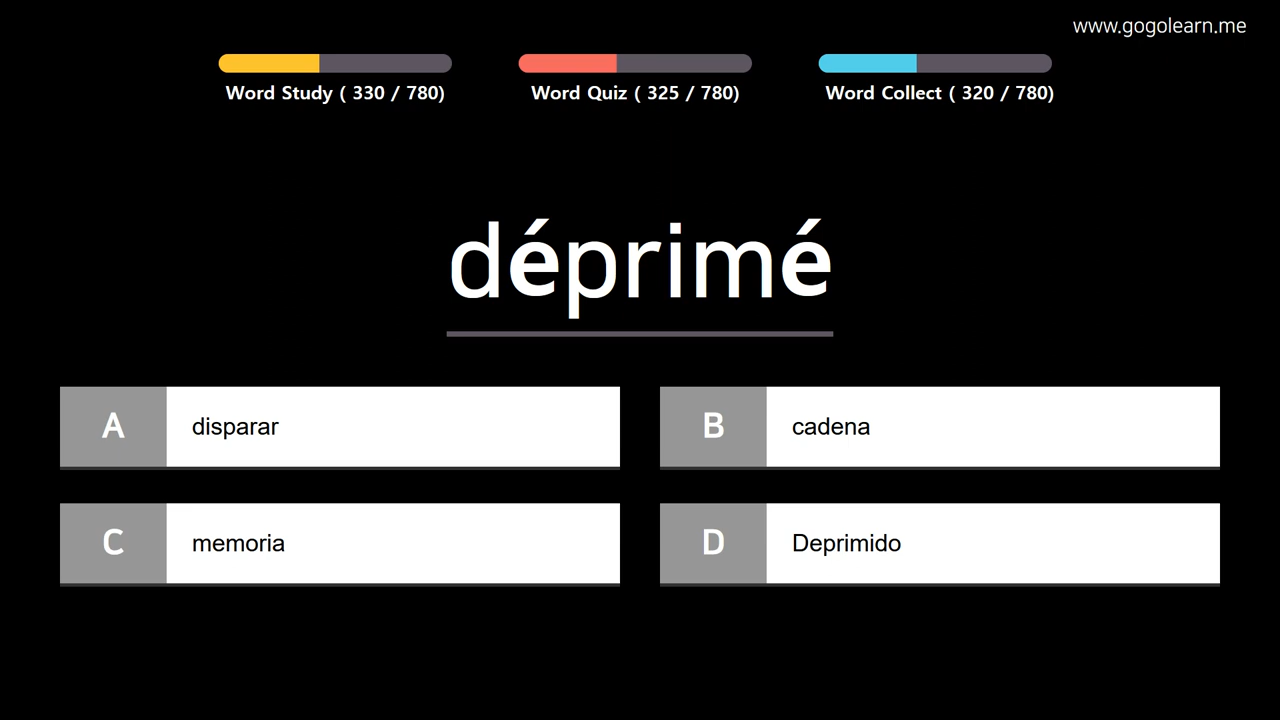 www.gogolearn.me
Word Study ( 330 / 780)
Word Quiz ( 325 / 780)
Word Collect ( 320 / 780)
déprimé
A disparar
B cadena
C memoria
D Deprimido